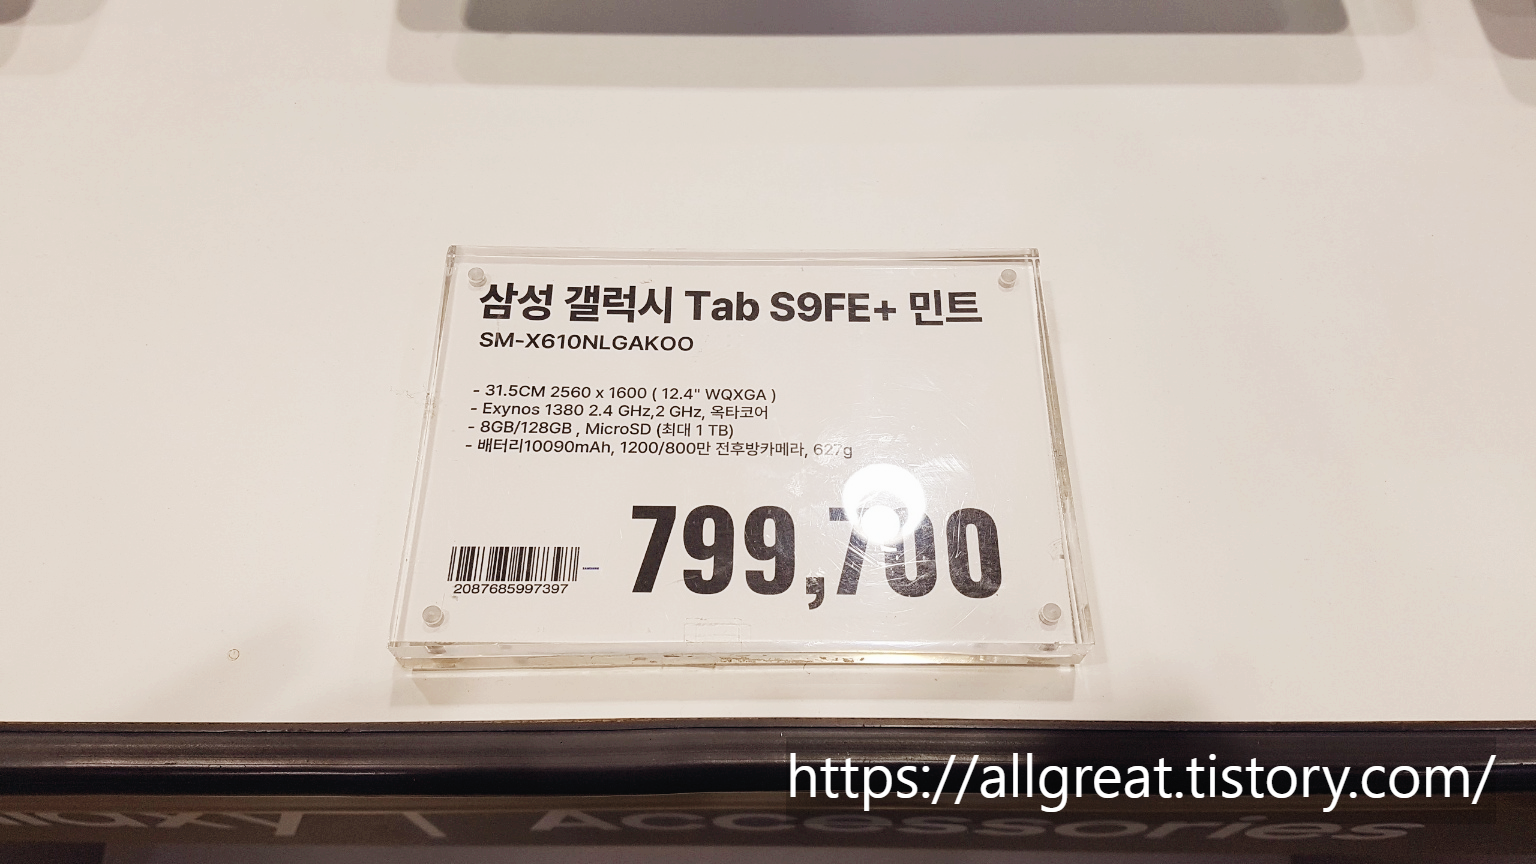 삼성 갤럭시 Tab S9FE+ 민트
SM-X610NLGAKOO
- 31.5CM 2560 x 1600 ( 12.4" WQXGA )
- Exynos 1380 2.4 GHz,2 GHz, 옥타코어
- 8GB/128GB , MicroSD (최대 1 TB)
- 배터리10090mAh, 1200/800만 전후방카메라, 627g
799,700
2087685997397
https://allgreat.tistory.com/
Accessories